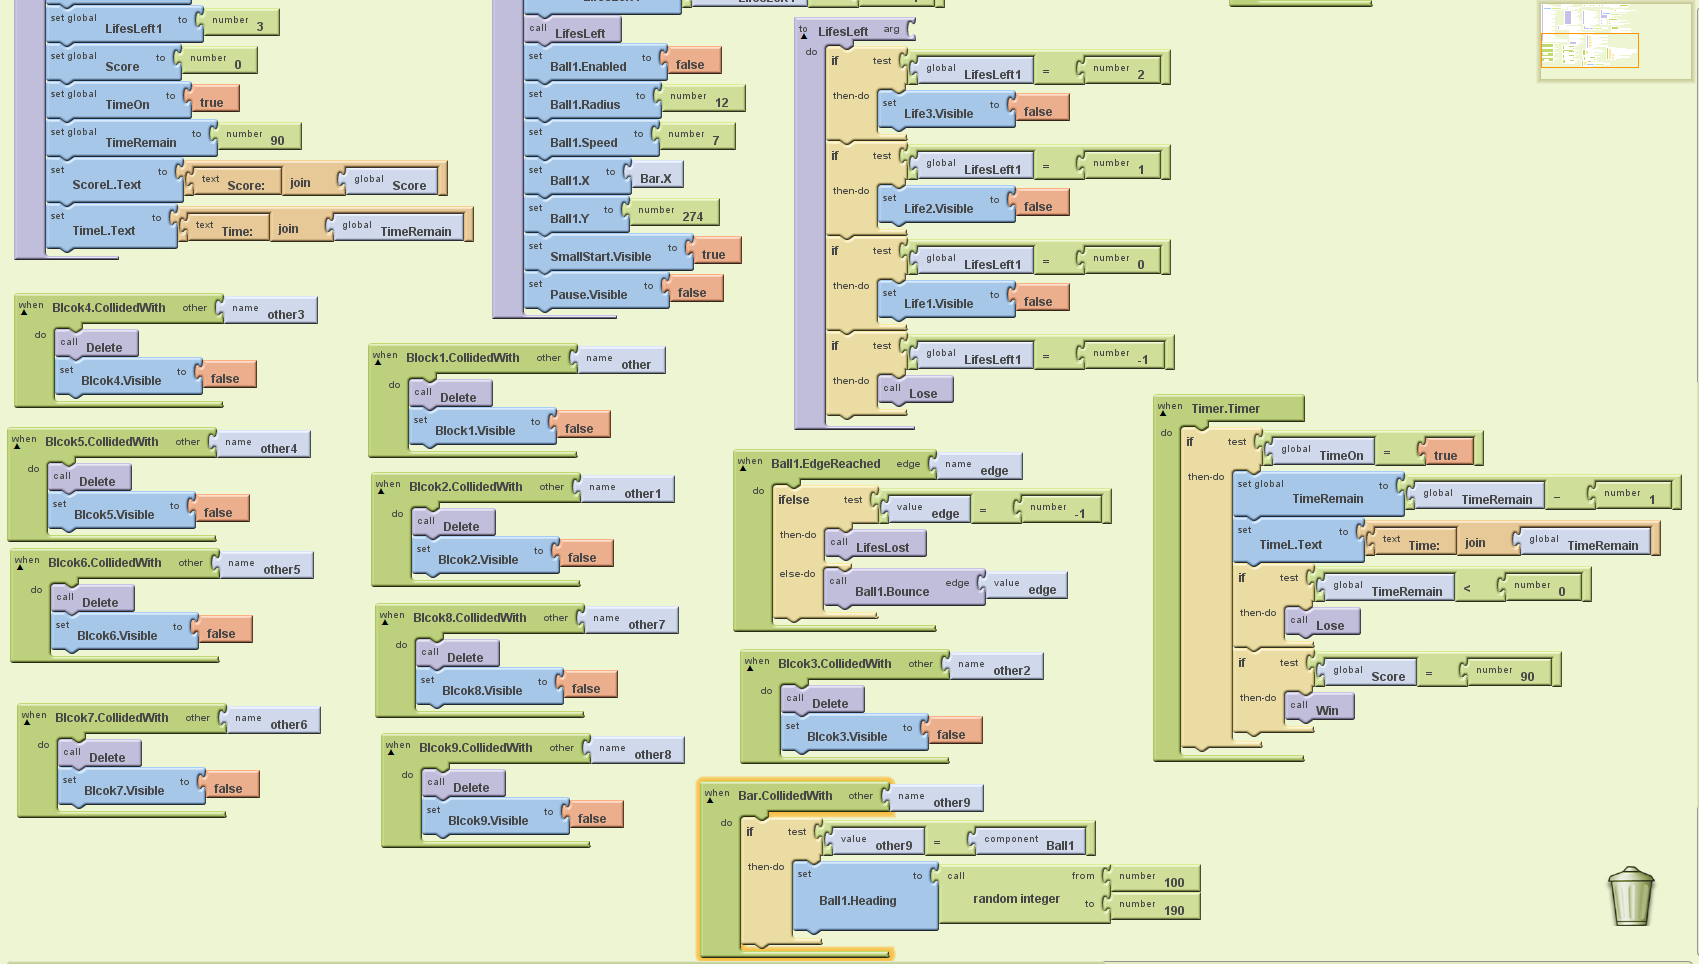 set global LifesLeft1 to number 3
set global Score to number 0
set global TimeOn to true
set global TimeRemain to number 90
set ScoreL.Text to text Score: join global Score
set TimeL.Text to text Time: join global TimeRemain
call LifesLeft
set Ball1.Enabled to false
set Ball1.Radius to number 12
set Ball1.Speed to number 7
set Ball1.X to Bar.X
set Ball1.Y to number 274
set SmallStart.Visible to true
set Pause.Visible to false
to LifesLeft arg
do if test global LifesLeft1 = number 2
then-do set Life3.Visible to false
if test global LifesLeft1 = number 1
then-do set Life2.Visible to false
if test global LifesLeft1 = number 0
then-do set Life1.Visible to false
if test global LifesLeft1 = number -1
then-do call Lose
when Blcok4.CollidedWith other name other3
do call Delete
set Blcok4.Visible to false
when Blcok5.CollidedWith other name other4
do call Delete
set Blcok5.Visible to false
when Blcok6.CollidedWith other name other5
do call Delete
set Blcok6.Visible to false
when Blcok7.CollidedWith other name other6
do call Delete
set Blcok7.Visible to false
when Block1.CollidedWith other name other
do call Delete
set Block1.Visible to false
when Blcok2.CollidedWith other name other1
do call Delete
set Blcok2.Visible to false
when Blcok8.CollidedWith other name other7
do call Delete
set Blcok8.Visible to false
when Blcok9.CollidedWith other name other8
do call Delete
set Blcok9.Visible to false
when Ball1.EdgeReached edge name edge
do ifelse test value edge = number -1
then-do call LifesLost
else-do call Ball1.Bounce edge value edge
when Blcok3.CollidedWith other name other2
do call Delete
set Blcok3.Visible to false
when Bar.CollidedWith other name other9
do if test value other9 = component Ball1
then-do set Ball1.Heading to call random integer from number 100
to number 190
when Timer.Timer
do if test global TimeOn = true
then-do set global TimeRemain to global TimeRemain - number 1
set TimeL.Text to text Time: join global TimeRemain
if test global TimeRemain < number 0
then-do call Lose
if test global Score = number 90
then-do call Win